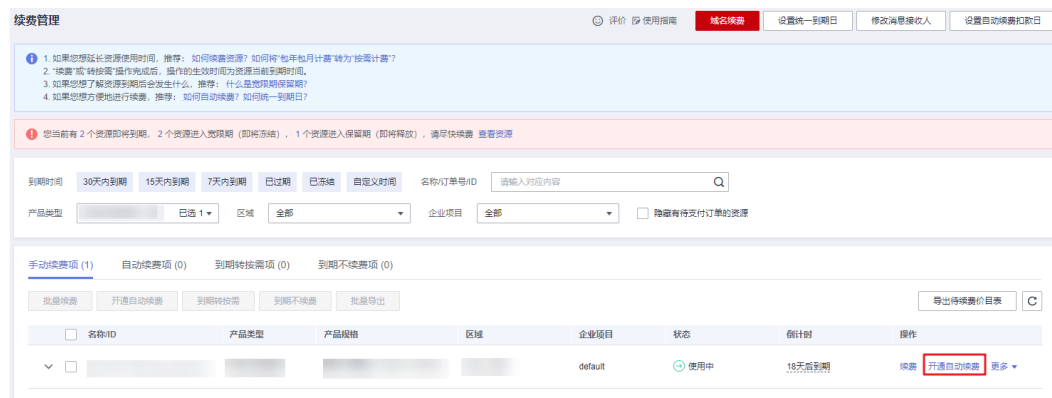 续费管理 评价 使用指南 域名续费 设置统一到期日 修改消息接收人 设置自动续费扣款日
1. 如果您想延长资源使用时间，推荐： 如何续费资源？如何将“包年包月计费”转为“按需计费”？
2. “续费”或“转按需”操作完成后，操作的生效时间为资源当前到期时间。
3. 如果您想了解资源到期后会发生什么，推荐： 什么是宽限期保留期？
4. 如果您想方便地进行续费，推荐： 如何自动续费？如何统一到期日？
您当前有 2 个资源即将到期，2 个资源进入宽限期（即将冻结），1 个资源进入保留期（即将释放），请尽快续费 查看资源
到期时间 30天内到期 15天内到期 7天内到期 已过期 已冻结 自定义时间 名称/订单号/ID 请输入对应内容
产品类型 已选 1 区域 全部 企业项目 全部 隐藏有待支付订单的资源
手动续费项 (1) 自动续费项 (0) 到期转按需项 (0) 到期不续费项 (0)
批量续费 开通自动续费 到期转按需 到期不续费 批量导出 导出待续费价目表
名称/ID 产品类型 产品规格 区域 企业项目 状态 倒计时 操作
default 使用中 18天后到期 续费 开通自动续费 更多